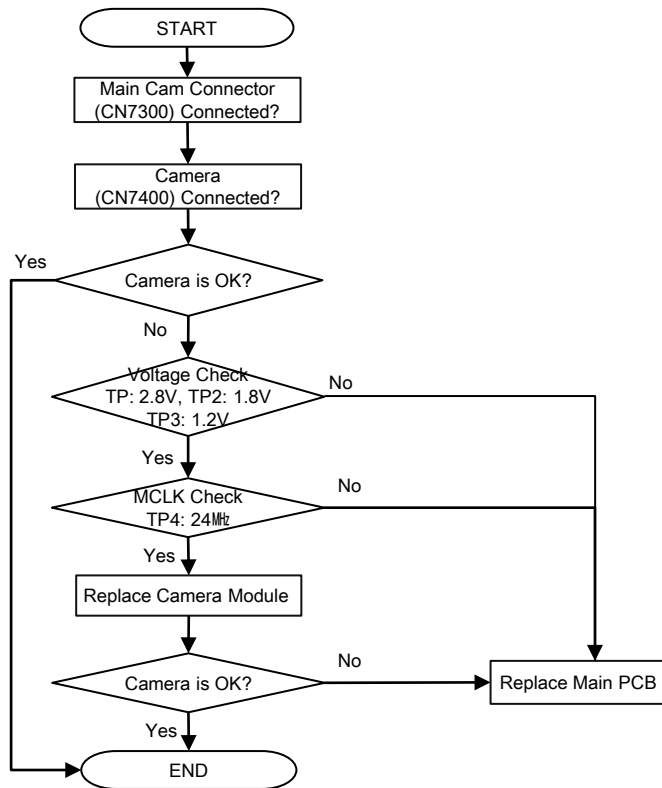 START
Main Cam Connector
(CN7300) Connected?
Camera
(CN7400) Connected?
Yes
Camera is OK?
No
Voltage Check
TP: 2.8V, TP2: 1.8V
TP3: 1.2V
No
Yes
MCLK Check
TP4: 24㎒
No
Yes
Replace Camera Module
Camera is OK?
No
Replace Main PCB
Yes
END